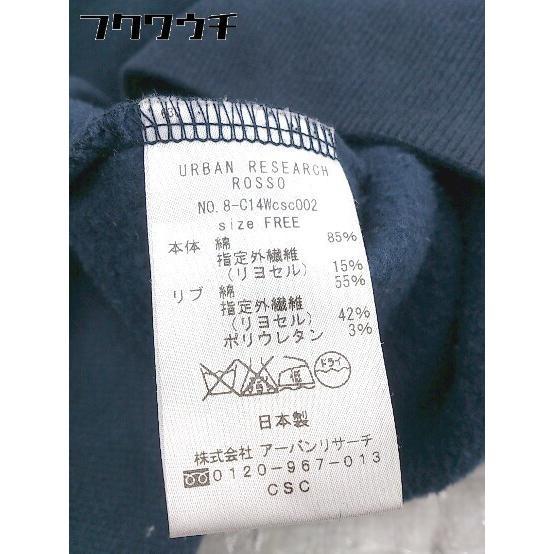 フクワウチ
URBAN RESEARCH
ROSSO
NO.8-C14Wcsc002
size FREE
本体 綿 85%
指定外繊維
(リヨセル) 15%
リブ 綿 55%
指定外繊維
(リヨセル) 42%
ポリウレタン 3%
低 ドライ
日本製
株式会社 アーバンリサーチ
0120-967-013
CSC